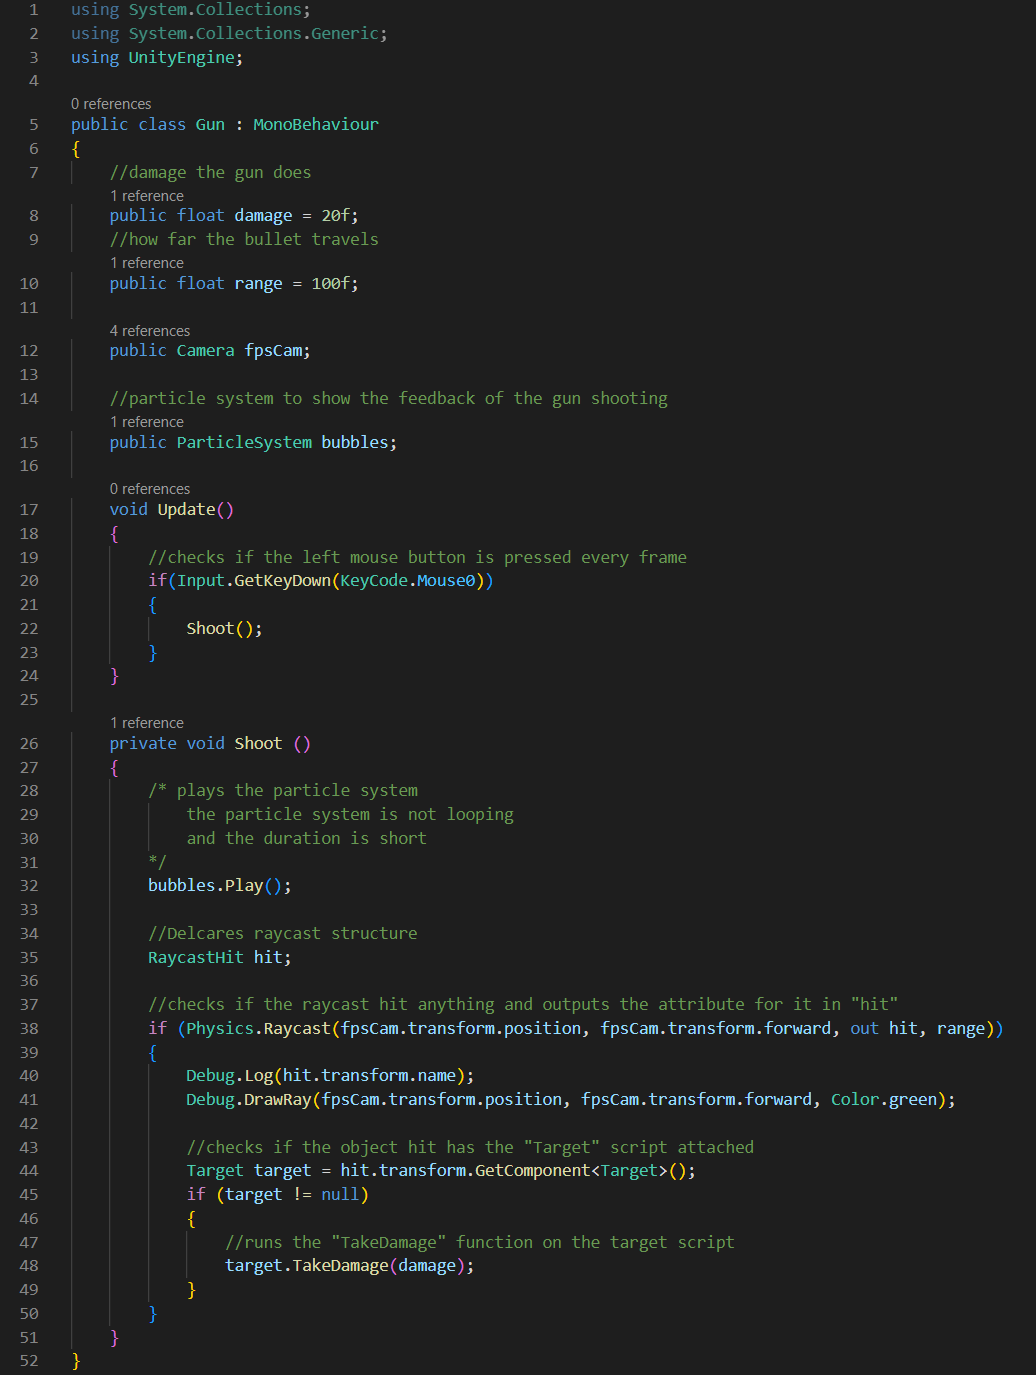 1 using System.Collections;
2 using System.Collections.Generic;
3 using UnityEngine;
4
0 references
5 public class Gun : MonoBehaviour
6 {
7 //damage the gun does
1 reference
8 public float damage = 20f;
9 //how far the bullet travels
1 reference
10 public float range = 100f;
11
4 references
12 public Camera fpsCam;
13
14 //particle system to show the feedback of the gun shooting
1 reference
15 public ParticleSystem bubbles;
16
0 references
17 void Update()
18 {
19 //checks if the left mouse button is pressed every frame
20 if(Input.GetKeyDown(KeyCode.Mouse0))
21 {
22 Shoot();
23 }
24 }
25
1 reference
26 private void Shoot ()
27 {
28 /* plays the particle system
29 the particle system is not looping
30 and the duration is short
31 */
32 bubbles.Play();
33
34 //Delcares raycast structure
35 RaycastHit hit;
36
37 //checks if the raycast hit anything and outputs the attribute for it in "hit"
38 if (Physics.Raycast(fpsCam.transform.position, fpsCam.transform.forward, out hit, range))
39 {
40 Debug.Log(hit.transform.name);
41 Debug.DrawRay(fpsCam.transform.position, fpsCam.transform.forward, Color.green);
42
43 //checks if the object hit has the "Target" script attached
44 Target target = hit.transform.GetComponent<Target>();
45 if (target != null)
46 {
47 //runs the "TakeDamage" function on the target script
48 target.TakeDamage(damage);
49 }
50 }
51 }
52 }